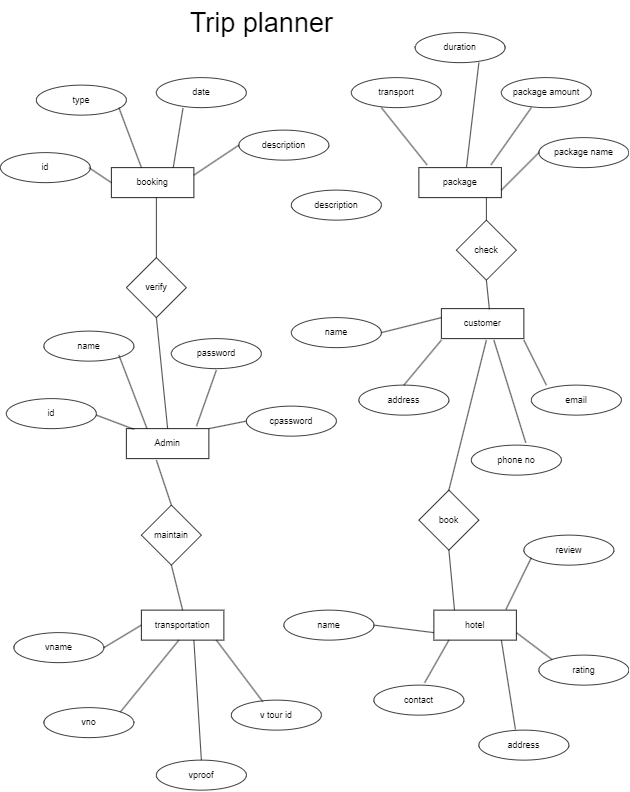 Trip planner
duration
type
date
transport
package amount
description
package name
id
booking
package
description
check
verify
name
customer
name
password
address
email
id
cpassword
Admin
phone no
maintain
book
review
transportation
name
hotel
vname
rating
contact
vno
v tour id
address
vproof